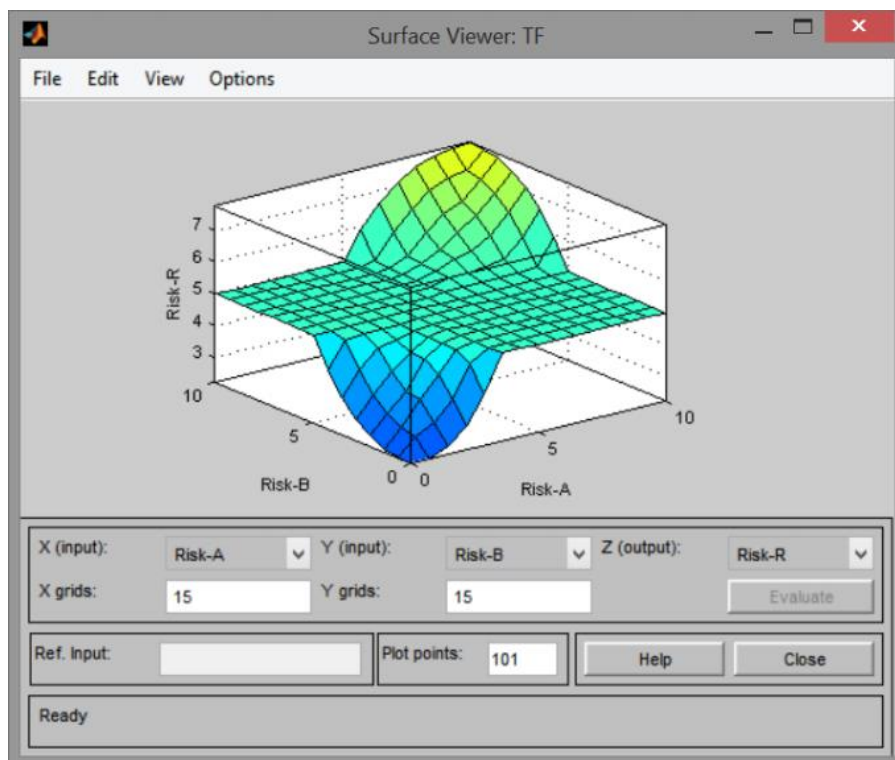 Surface Viewer: TF
File Edit View Options
7
6
5
4
3
Risk-R
10
5
0
Risk-B
0
5
10
Risk-A
X (input): Risk-A Y (input): Risk-B Z (output): Risk-R
X grids: 15 Y grids: 15 Evaluate
Ref. Input: Plot points: 101 Help Close
Ready